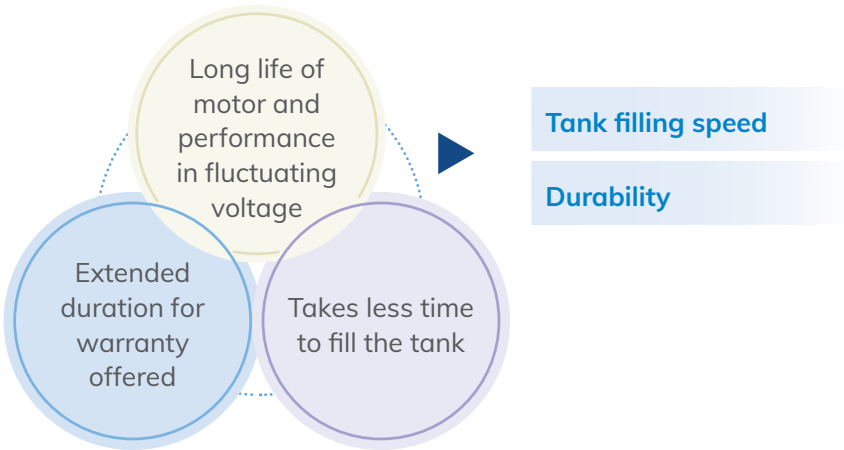 Long life of
motor and
performance
in fluctuating
voltage
Extended
duration for
warranty
offered
Takes less time
to fill the tank
Tank filling speed
Durability